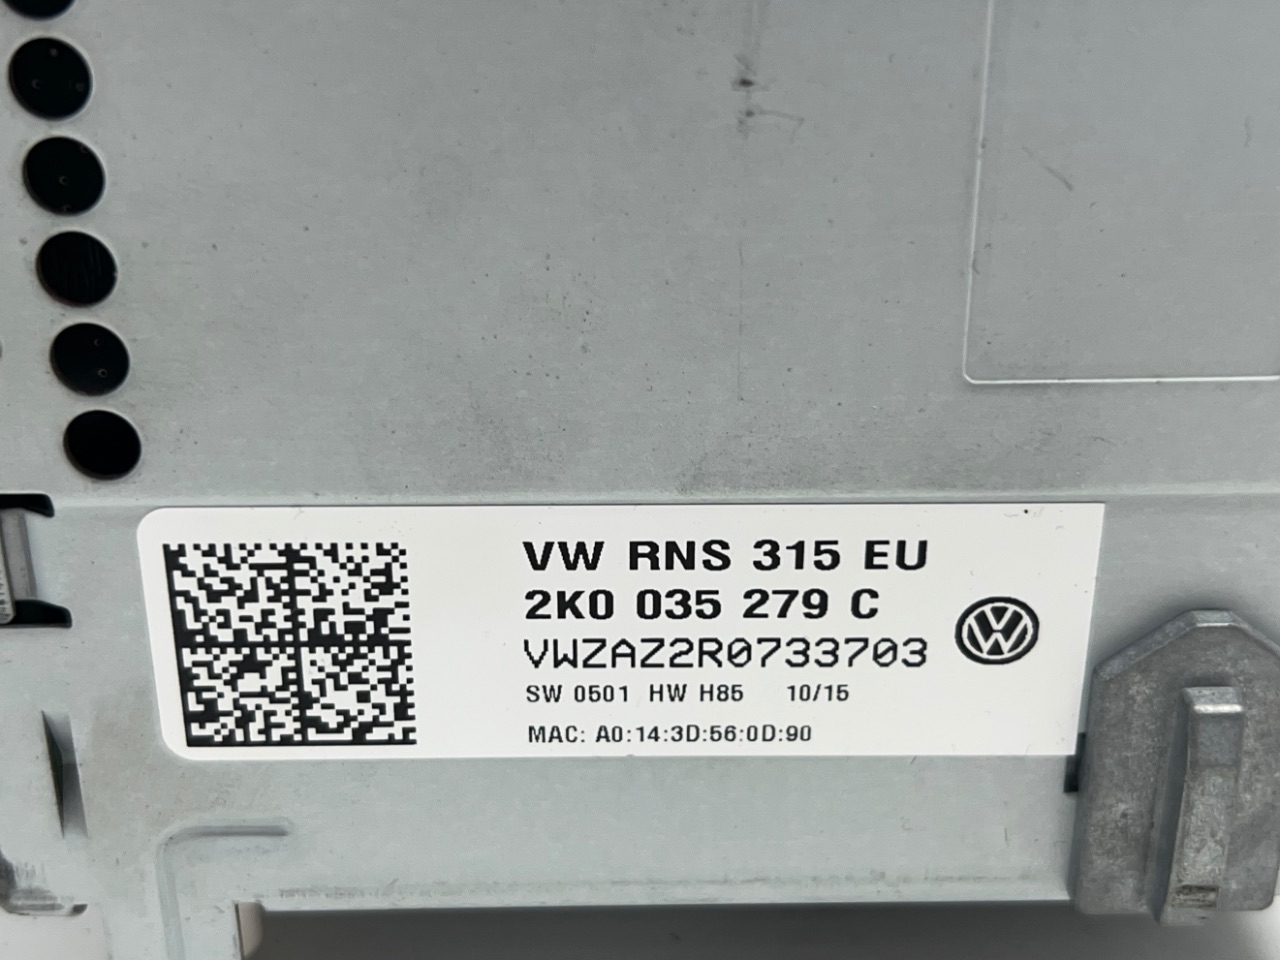 VW RNS 315 EU
2K0 035 279 C
VWZAZ2R0733703
SW 0501 HW H85 10/15
MAC: A0:14:3D:56:0D:90